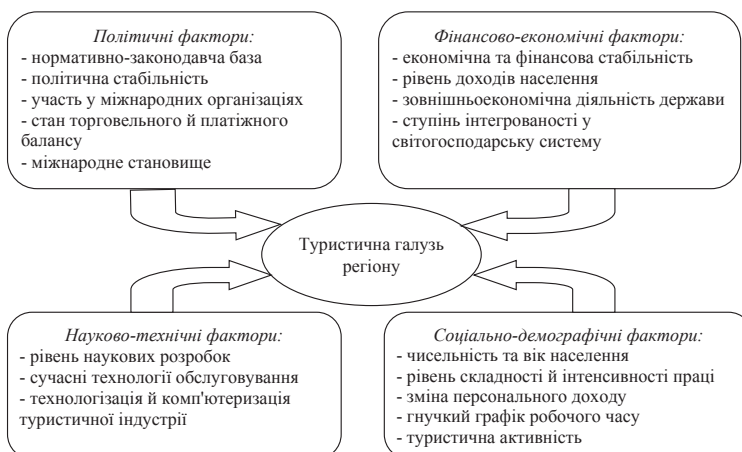 Політичні фактори:
- нормативно-законодавча база
- політична стабільність
- участь у міжнародних організаціях
- стан торговельного й платіжного
балансу
- міжнародне становище
Фінансово-економічні фактори:
- економічна та фінансова стабільність
- рівень доходів населення
- зовнішньоекономічна діяльність держави
- ступінь інтегрованості у
світогосподарську систему
Туристична галузь
регіону
Науково-технічні фактори:
- рівень наукових розробок
- сучасні технології обслуговування
- технологізація й комп'ютеризація
туристичної індустрії
Соціально-демографічні фактори:
- чисельність та вік населення
- рівень складності й інтенсивності праці
- зміна персонального доходу
- гнучкий графік робочого часу
- туристична активність